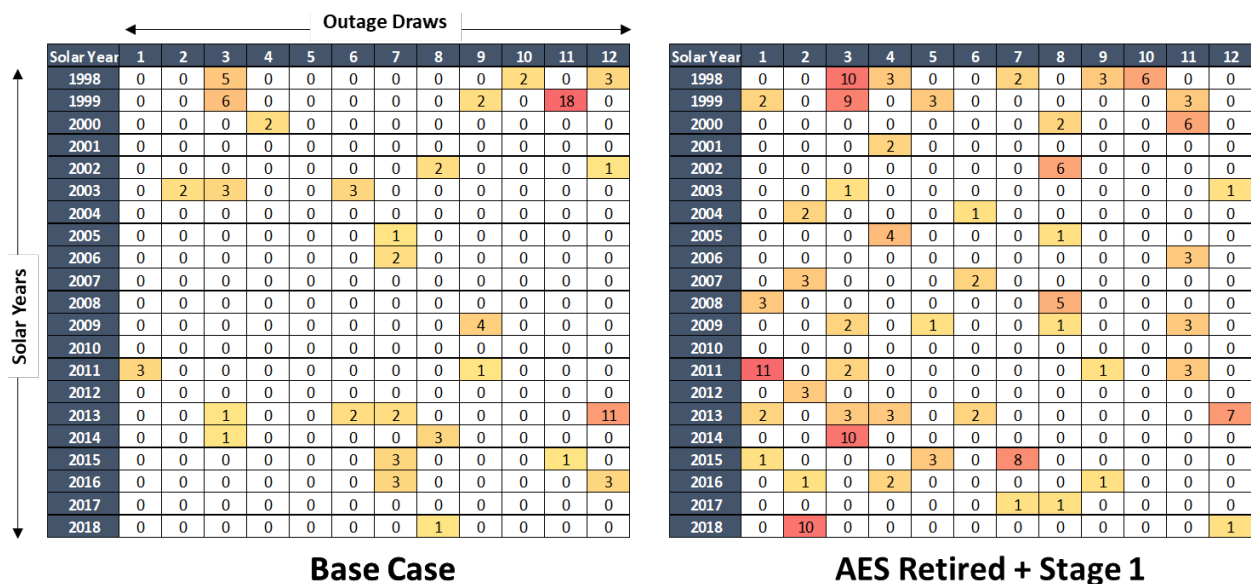 Outage Draws
Solar Years
Solar Year 1 2 3 4 5 6 7 8 9 10 11 12
1998 0 0 5 0 0 0 0 0 0 2 0 3
1999 0 0 6 0 0 0 0 0 2 0 18 0
2000 0 0 0 2 0 0 0 0 0 0 0 0
2001 0 0 0 0 0 0 0 0 0 0 0 0
2002 0 0 0 0 0 0 0 2 0 0 0 1
2003 0 2 3 0 0 3 0 0 0 0 0 0
2004 0 0 0 0 0 0 0 0 0 0 0 0
2005 0 0 0 0 0 0 1 0 0 0 0 0
2006 0 0 0 0 0 0 2 0 0 0 0 0
2007 0 0 0 0 0 0 0 0 0 0 0 0
2008 0 0 0 0 0 0 0 0 0 0 0 0
2009 0 0 0 0 0 0 0 0 4 0 0 0
2010 0 0 0 0 0 0 0 0 0 0 0 0
2011 3 0 0 0 0 0 0 0 1 0 0 0
2012 0 0 0 0 0 0 0 0 0 0 0 0
2013 0 0 1 0 0 2 2 0 0 0 0 11
2014 0 0 1 0 0 0 0 3 0 0 0 0
2015 0 0 0 0 0 0 3 0 0 0 1 0
2016 0 0 0 0 0 0 3 0 0 0 0 3
2017 0 0 0 0 0 0 0 0 0 0 0 0
2018 0 0 0 0 0 0 0 1 0 0 0 0
Base Case
Solar Year 1 2 3 4 5 6 7 8 9 10 11 12
1998 0 0 10 3 0 0 2 0 3 6 0 0
1999 2 0 9 0 3 0 0 0 0 0 3 0
2000 0 0 0 0 0 0 0 2 0 0 6 0
2001 0 0 0 2 0 0 0 0 0 0 0 0
2002 0 0 0 0 0 0 0 6 0 0 0 0
2003 0 0 1 0 0 0 0 0 0 0 0 1
2004 0 2 0 0 0 1 0 0 0 0 0 0
2005 0 0 0 4 0 0 0 1 0 0 0 0
2006 0 0 0 0 0 0 0 0 0 0 3 0
2007 0 3 0 0 0 2 0 0 0 0 0 0
2008 3 0 0 0 0 0 0 5 0 0 0 0
2009 0 0 2 0 1 0 0 1 0 0 3 0
2010 0 0 0 0 0 0 0 0 0 0 0 0
2011 11 0 2 0 0 0 0 0 1 0 3 0
2012 0 3 0 0 0 0 0 0 0 0 0 0
2013 2 0 3 3 0 2 0 0 0 0 0 7
2014 0 0 10 0 0 0 0 0 0 0 0 0
2015 1 0 0 0 3 0 8 0 0 0 0 0
2016 0 1 0 2 0 0 0 0 1 0 0 0
2017 0 0 0 0 0 0 1 1 0 0 0 0
2018 0 10 0 0 0 0 0 0 0 0 0 1
AES Retired + Stage 1